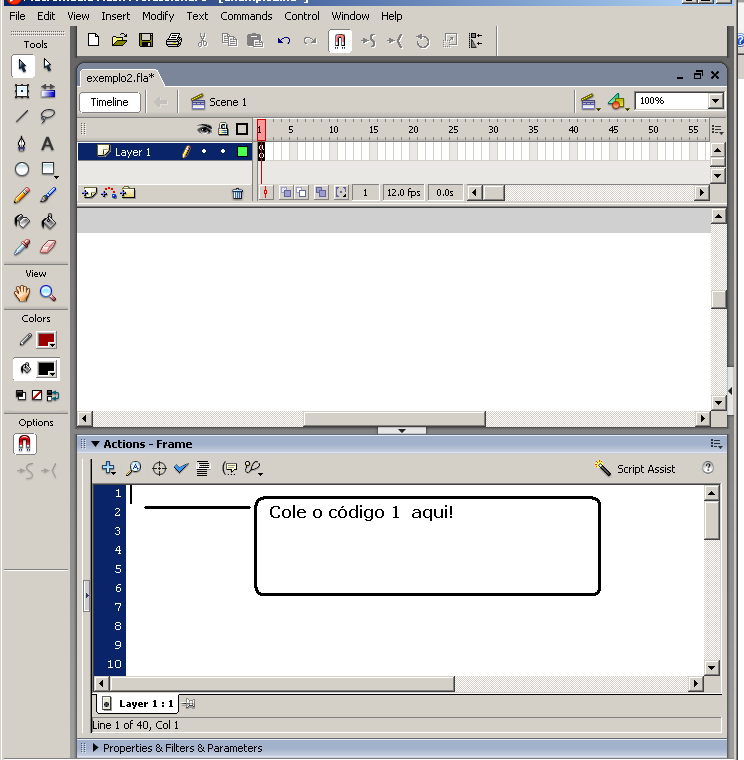 File Edit View Insert Modify Text Commands Control Window Help
Tools
exemplo2.fla*
Timeline Scene 1 100%
1 5 10 15 20 25 30 35 40 45 50 55
Layer 1
1 12.0 fps 0.0s
View
Colors
Options
Actions - Frame
Script Assist
1
2
3
4
5
6
7
8
9
10
Cole o código 1 aqui!
Layer 1 : 1
Line 1 of 40, Col 1
Properties & Filters & Parameters